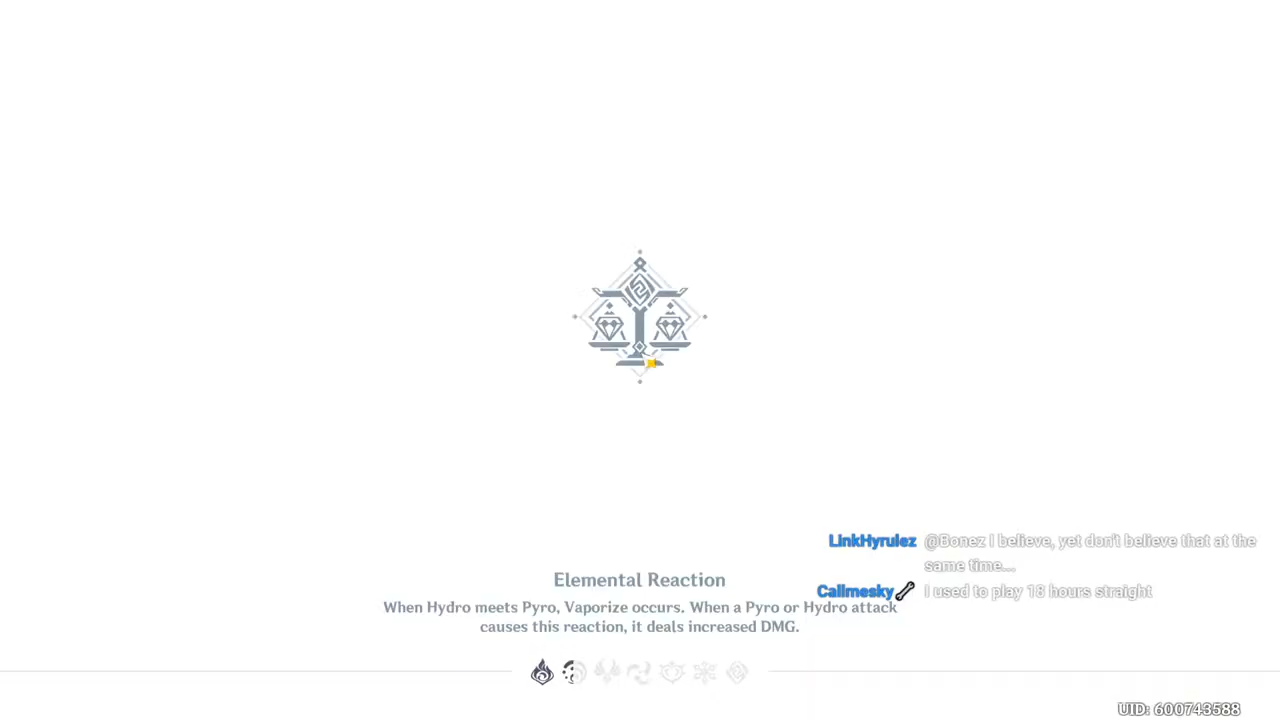 LinkHyrulez @Bonez I believe, yet don't believe that at the
same time...
Elemental Reaction
Callmesky I used to play 18 hours straight
When Hydro meets Pyro, Vaporize occurs. When a Pyro or Hydro attack
causes this reaction, it deals increased DMG.
UID: 600743588